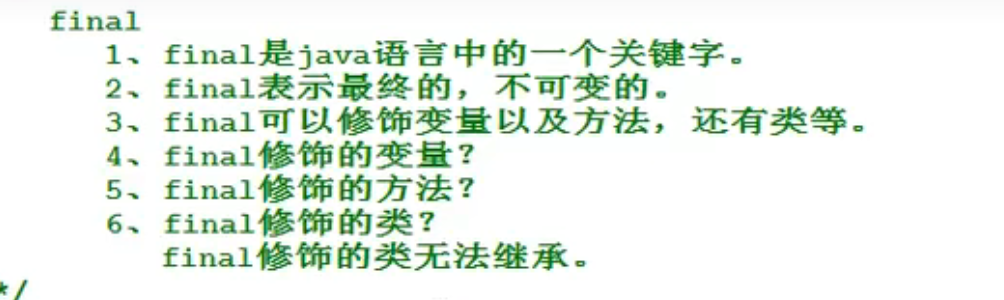 final
1、final是java语言中的一个关键字。
2、final表示最终的，不可变的。
3、final可以修饰变量以及方法，还有类等。
4、final修饰的变量？
5、final修饰的方法？
6、final修饰的类？
final修饰的类无法继承。
*/